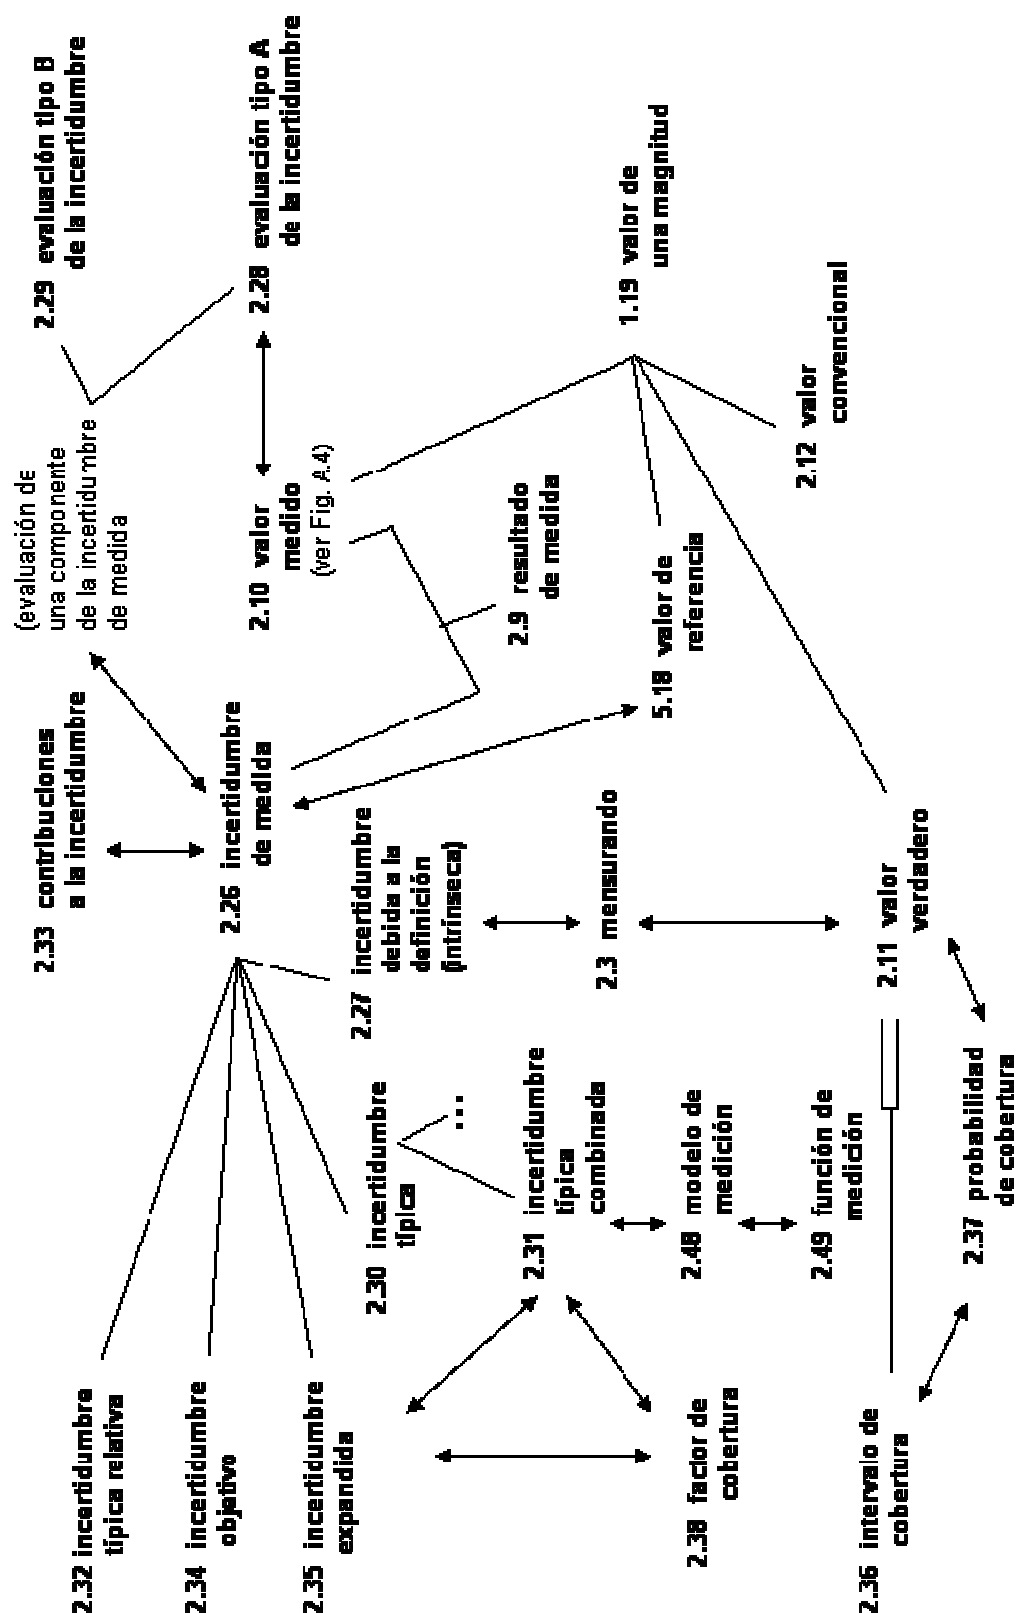 2.33 contribuciones
a la incertidumbre
(evaluación de
una componente
de la incertidumbre
de medida
2.29 evaluación tipo B
de la incertidumbre
2.32 incertidumbre
típica relativa
2.34 incertidumbre
objetivo
2.26 incertidumbre
de medida
2.10 valor
medido
(ver Fig. A.4)
2.28 evaluación tipo A
de la incertidumbre
2.35 incertidumbre
expandida
2.30 incertidumbre
típica
...
2.27 incertidumbre
debida a la
definición
(intrínseca)
2.31 incertidumbre
típica
combinada
2.9 resultado
de medida
2.3 mensurando
5.18 valor de
referencia
1.19 valor de
una magnitud
2.38 factor de
cobertura
2.48 modelo de
medición
2.12 valor
convencional
2.49 función de
medición
2.36 intervalo de
cobertura
2.11 valor
verdadero
2.37 probabilidad
de cobertura